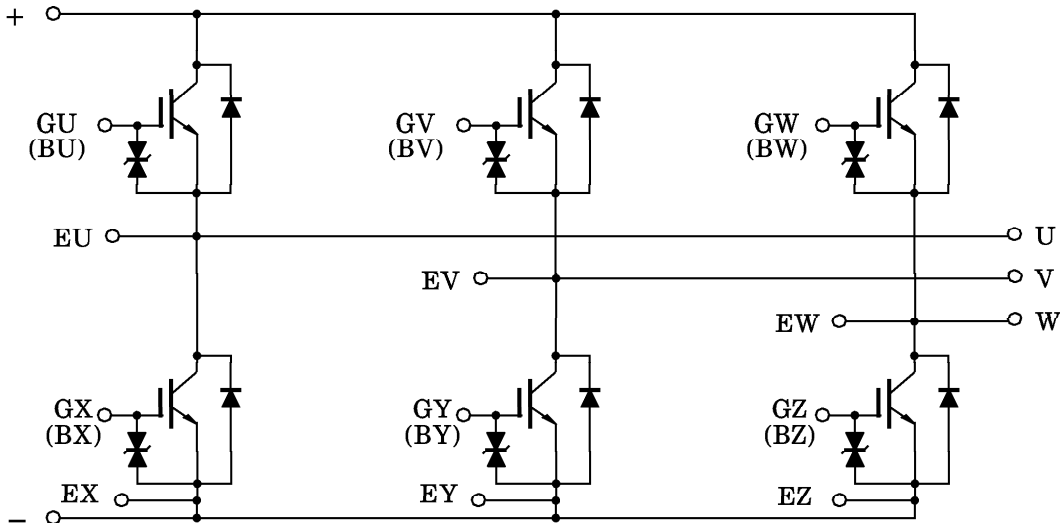 +
GU
(BU)
GV
(BV)
GW
(BW)
EU
U
EV
V
EW
W
GX
(BX)
GY
(BY)
GZ
(BZ)
EX
EY
EZ
−